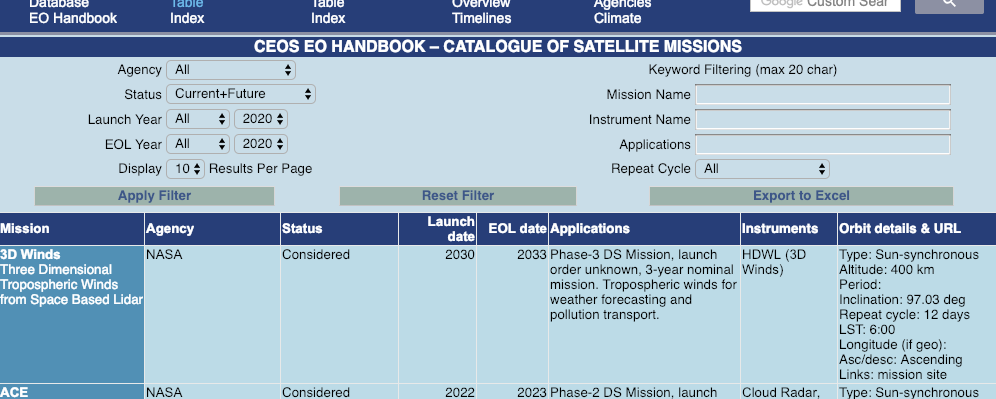 Database Table Table Overview Agencies
EO Handbook Index Index Timelines Climate
Google Custom Sear
CEOS EO HANDBOOK – CATALOGUE OF SATELLITE MISSIONS
Agency All
Keyword Filtering (max 20 char)
Status Current+Future
Mission Name
Launch Year All 2020
Instrument Name
EOL Year All 2020
Applications
Display 10 Results Per Page
Repeat Cycle All
Apply Filter Reset Filter Export to Excel
Mission Agency Status Launch date EOL date Applications Instruments Orbit details & URL
3D Winds
Three Dimensional
Tropospheric Winds
from Space Based Lidar
NASA
Considered
2030
2033
Phase-3 DS Mission, launch
order unknown, 3-year nominal
mission. Tropospheric winds for
weather forecasting and
pollution transport.
HDWL (3D
Winds)
Type: Sun-synchronous
Altitude: 400 km
Period:
Inclination: 97.03 deg
Repeat cycle: 12 days
LST: 6:00
Longitude (if geo):
Asc/desc: Ascending
Links: mission site
ACE NASA Considered 2022 2023 Phase-2 DS Mission, launch Cloud Radar, Type: Sun-synchronous